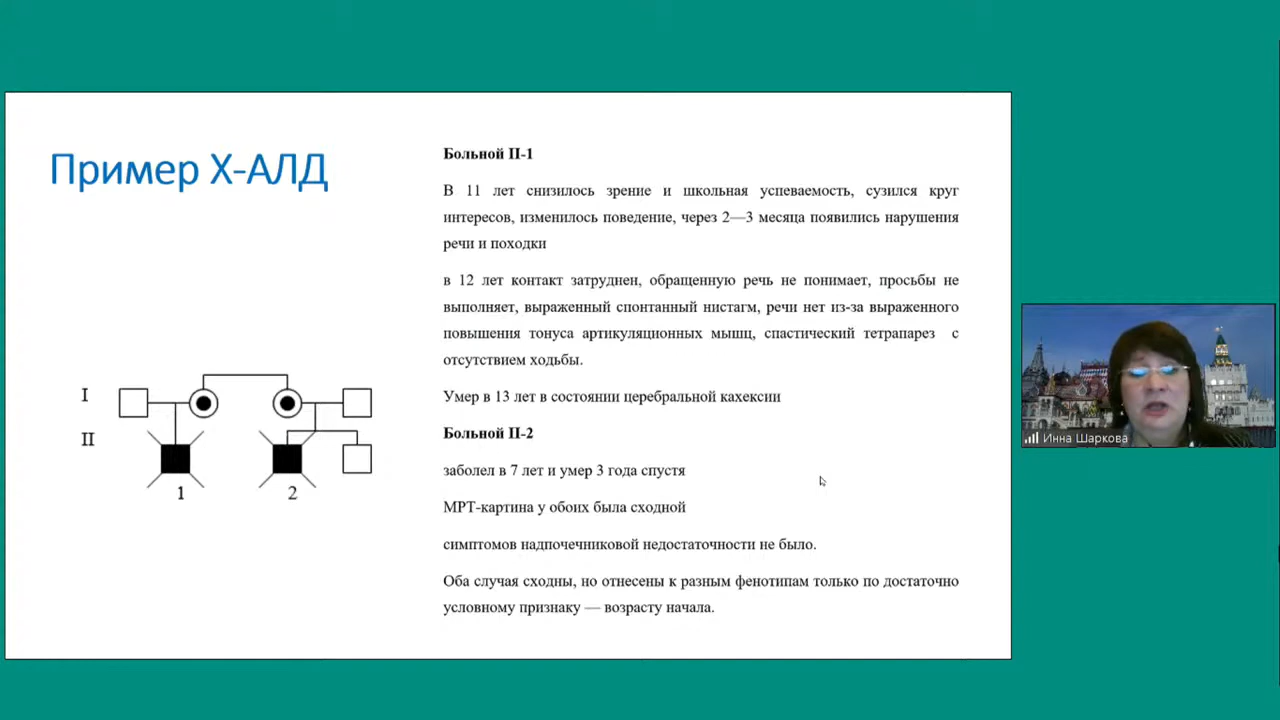 Пример Х-АЛД
I
II
1
2
Больной II-1
В 11 лет снизилось зрение и школьная успеваемость, сузился круг
интересов, изменилось поведение, через 2—3 месяца появились нарушения
речи и походки
в 12 лет контакт затруднен, обращенную речь не понимает, просьбы не
выполняет, выраженный спонтанный нистагм, речи нет из-за выраженного
повышения тонуса артикуляционных мышц, спастический тетрапарез с
отсутствием ходьбы.
Умер в 13 лет в состоянии церебральной кахексии
Больной II-2
заболел в 7 лет и умер 3 года спустя
МРТ-картина у обоих была сходной
симптомов надпочечниковой недостаточности не было.
Оба случая сходны, но отнесены к разным фенотипам только по достаточно
условному признаку — возрасту начала.
Инна Шаркова